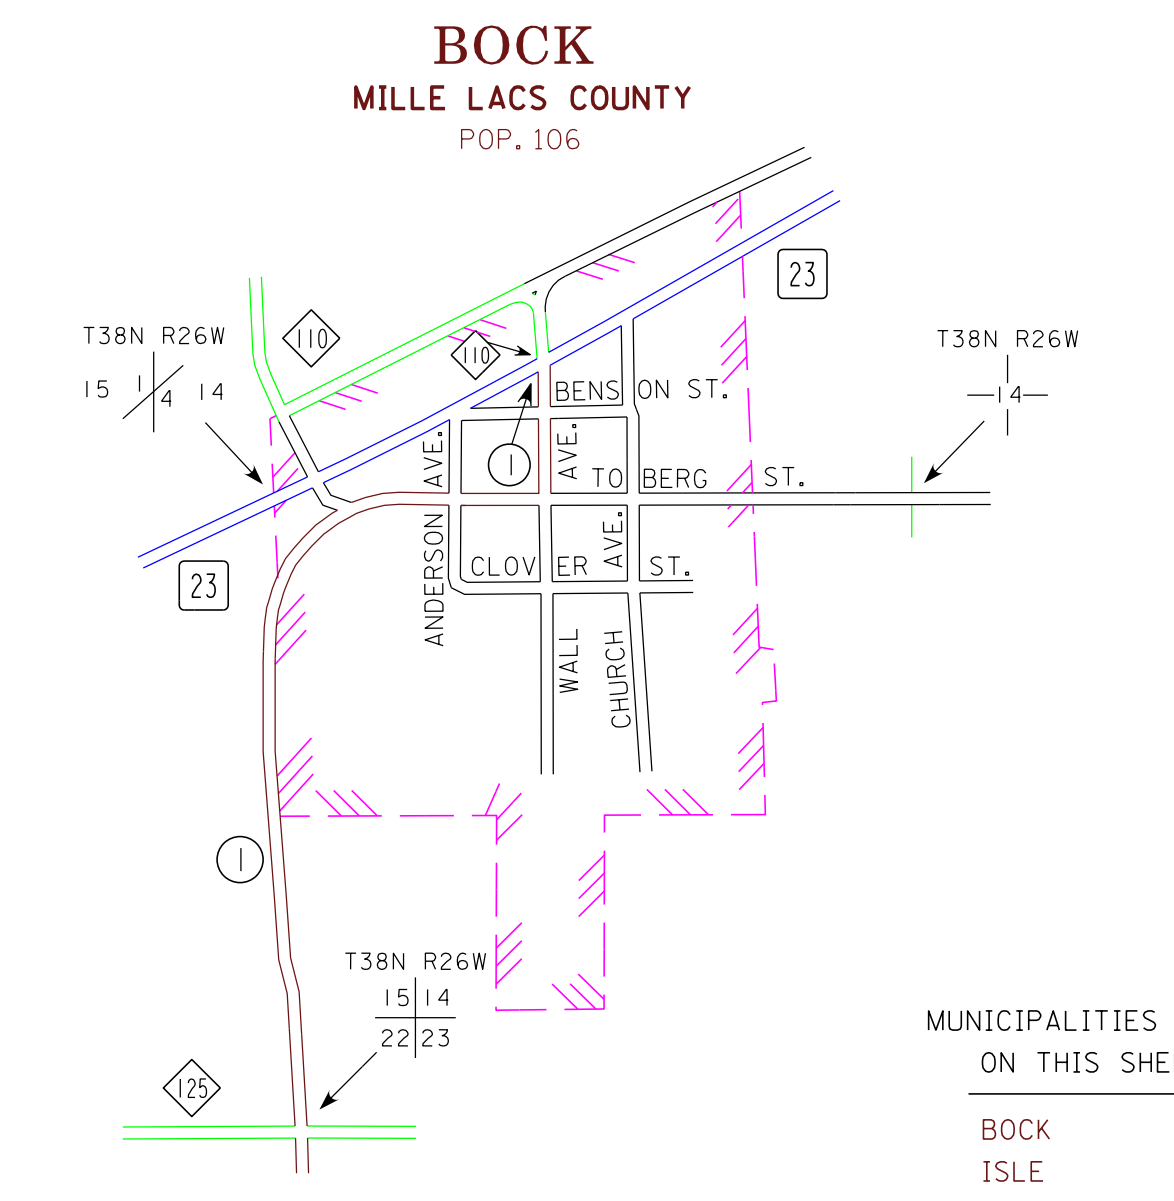 BOCK
MILLE LACS COUNTY
POP. 106
23
110
T38N R26W
15 1/4 14
110
T38N R26W
14
BENSON ST.
AVE.
AVE.
1
TOBERG ST.
ANDERSON
AVE.
CLOVER ST.
23
WALL
CHURCH
1
T38N R26W
15 14
22 23
125
MUNICIPALITIES
ON THIS SHE
BOCK
ISLE